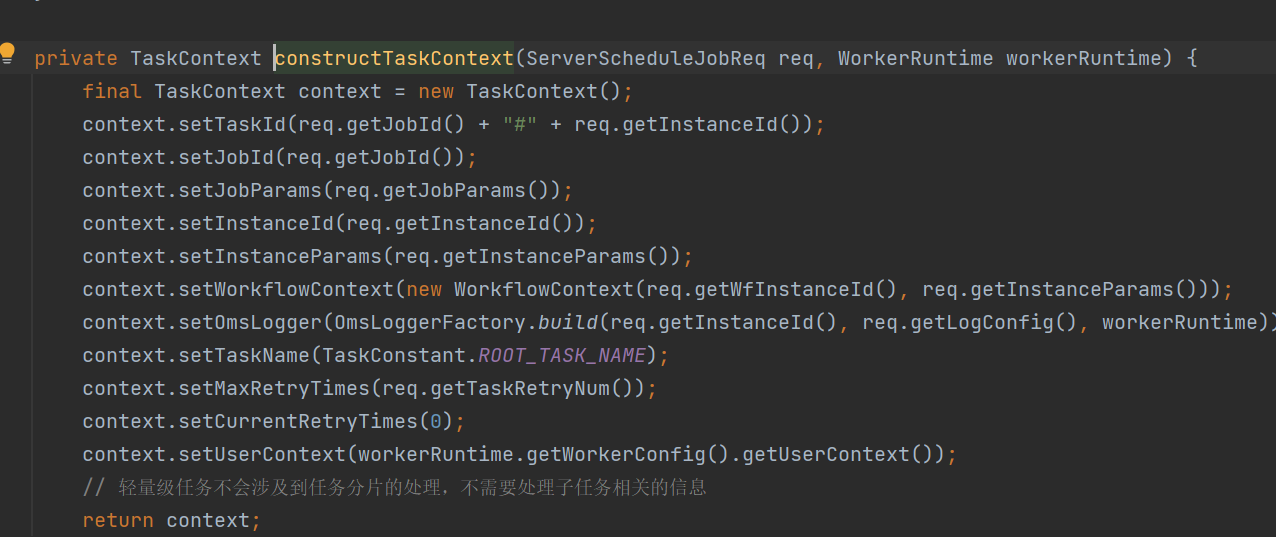 private TaskContext constructTaskContext(ServerScheduleJobReq req, WorkerRuntime workerRuntime) {
final TaskContext context = new TaskContext();
context.setTaskId(req.getJobId() + "#" + req.getInstanceId());
context.setJobId(req.getJobId());
context.setJobParams(req.getJobParams());
context.setInstanceId(req.getInstanceId());
context.setInstanceParams(req.getInstanceParams());
context.setWorkflowContext(new WorkflowContext(req.getWfInstanceId(), req.getInstanceParams()));
context.setOmsLogger(OmsLoggerFactory.build(req.getInstanceId(), req.getLogConfig(), workerRuntime))
context.setTaskName(TaskConstant.ROOT_TASK_NAME);
context.setMaxRetryTimes(req.getTaskRetryNum());
context.setCurrentRetryTimes(0);
context.setUserContext(workerRuntime.getWorkerConfig().getUserContext());
// 轻量级任务不会涉及到任务分片的处理，不需要处理子任务相关的信息
return context;